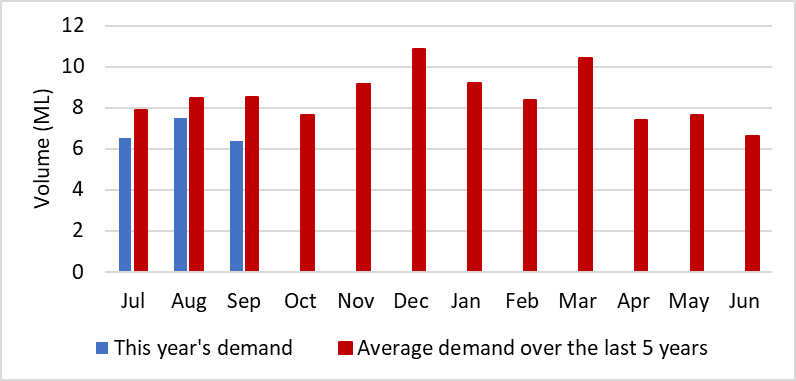 Volume (ML)
12
10
8
6
4
2
0
Jul Aug Sep Oct Nov Dec Jan Feb Mar Apr May Jun
This year's demand Average demand over the last 5 years